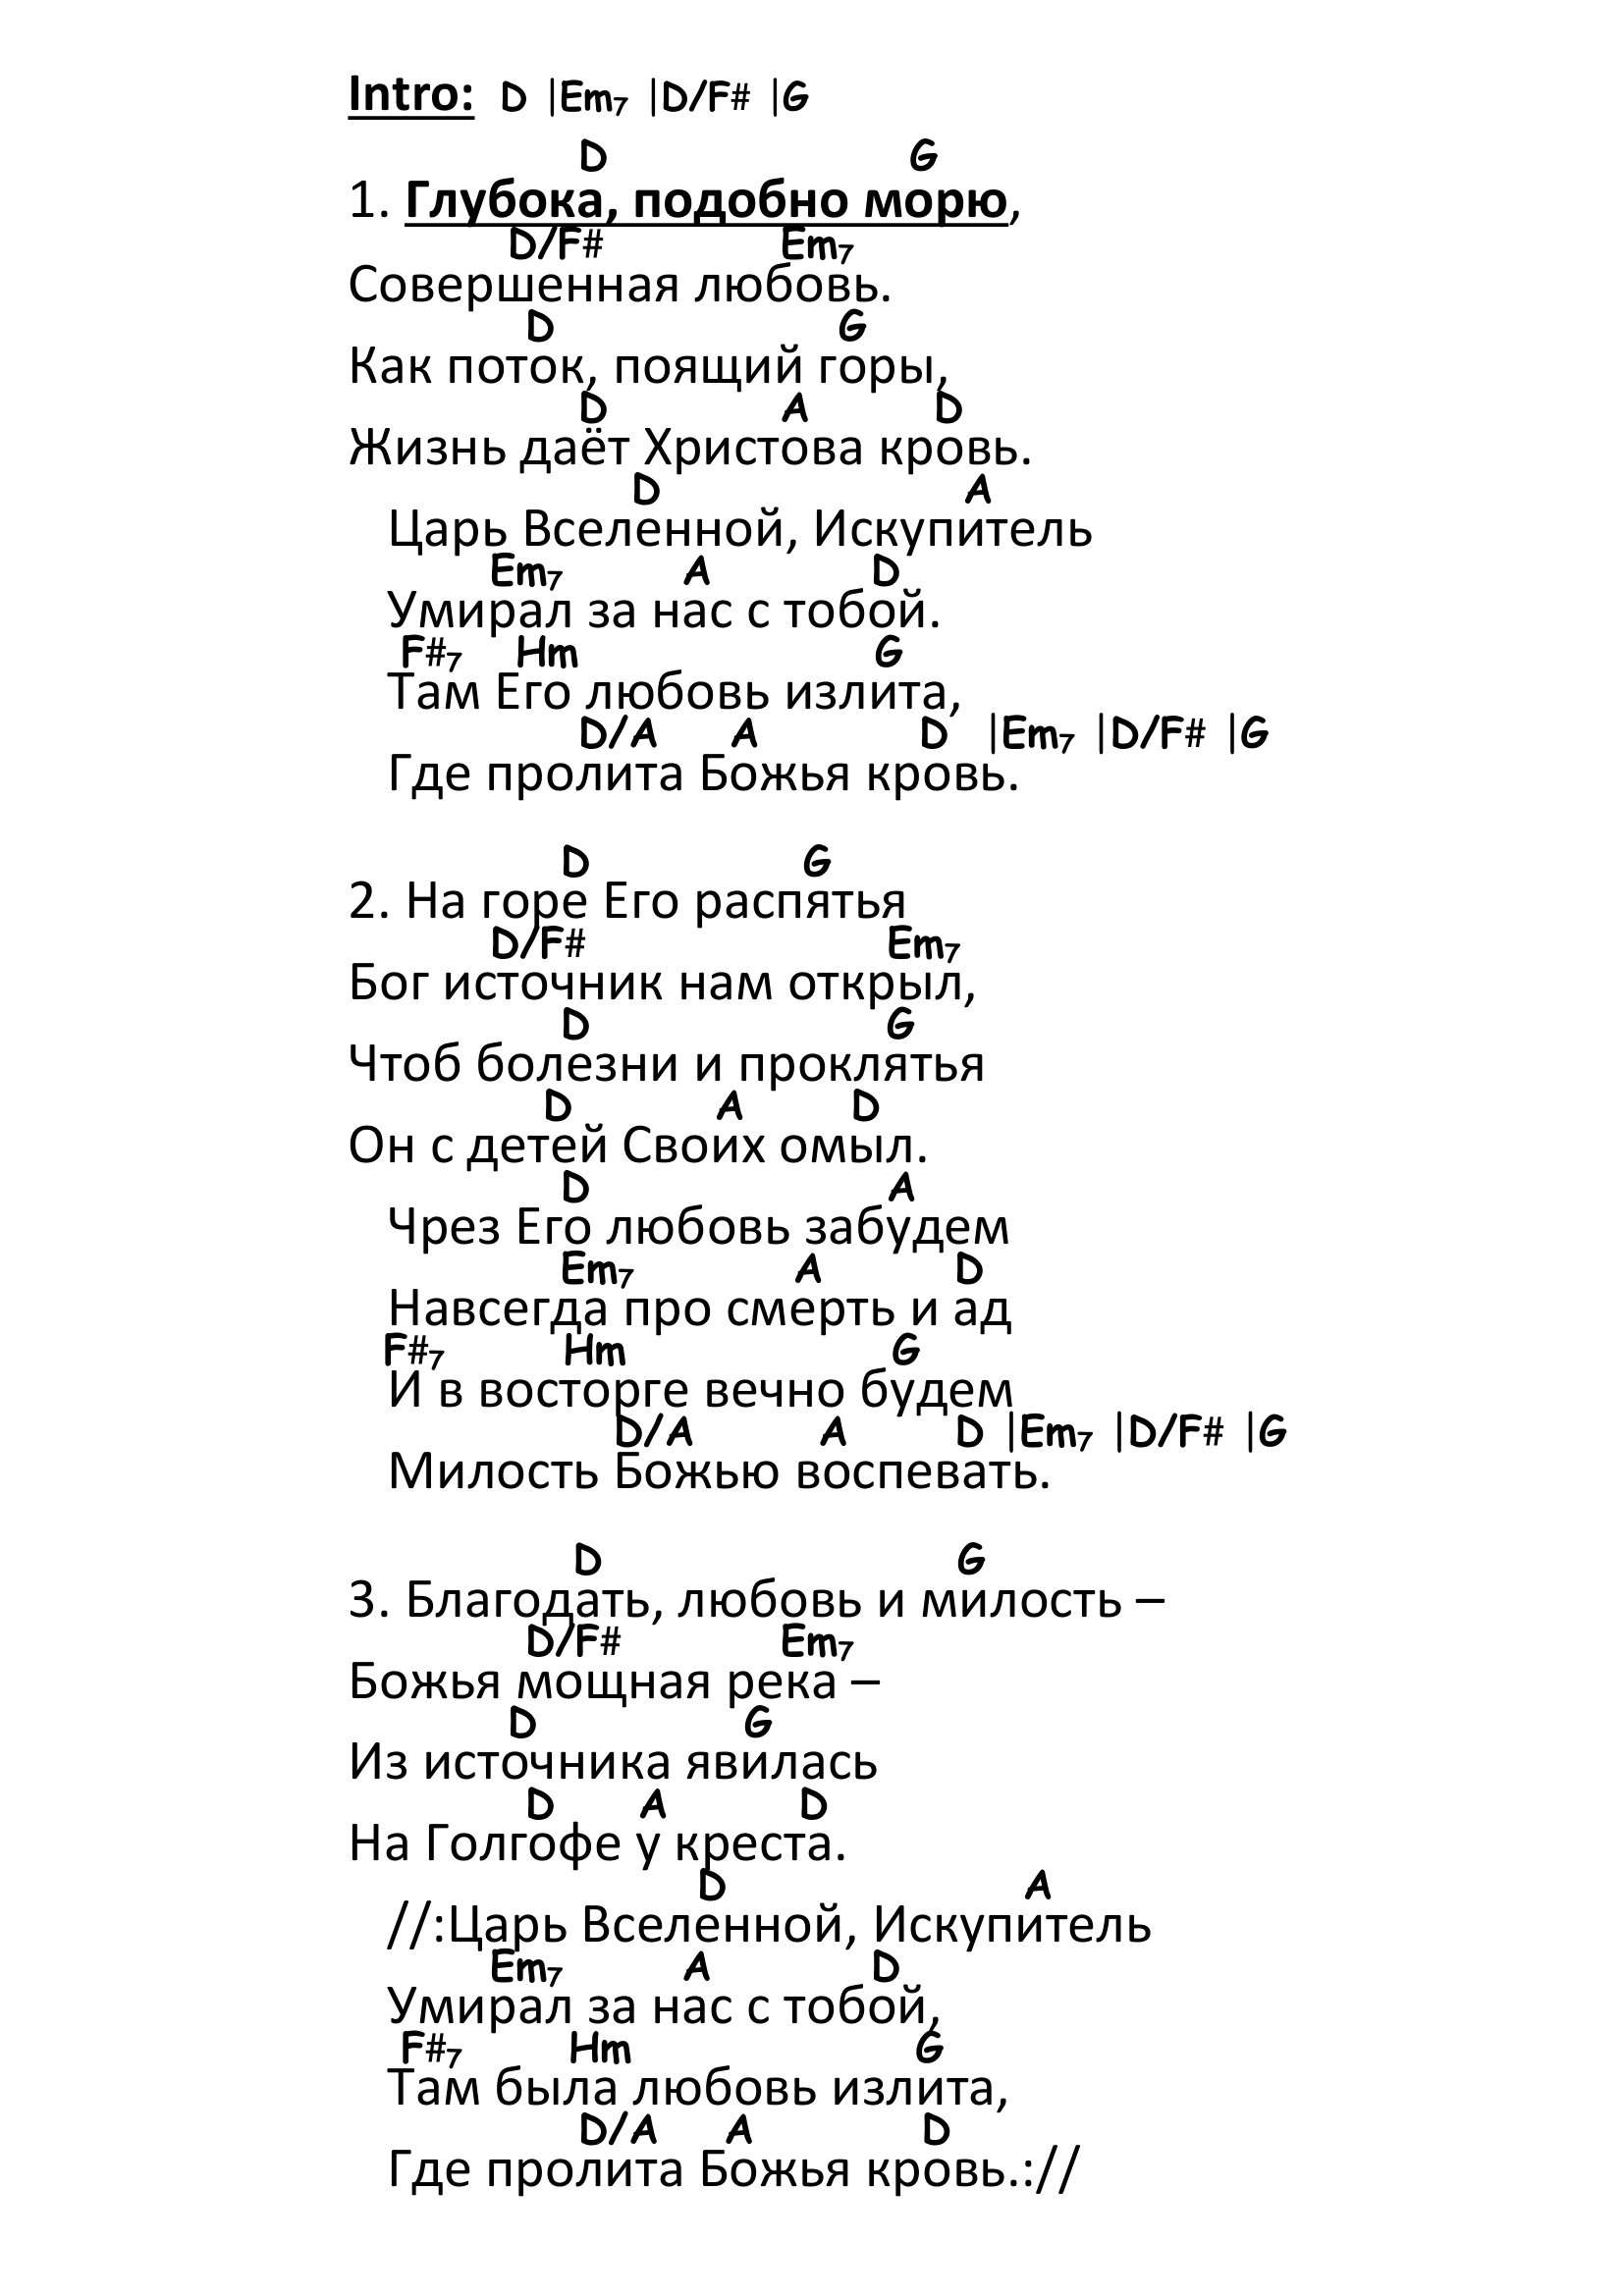 Intro: D |Em7 |D/F# |G
D G
1. Глубока, подобно морю,
D/F# Em7
Совершенная любовь.
D G
Как поток, поящий горы,
D A D
Жизнь даёт Христова кровь.
D A
Царь Вселенной, Искупитель
Em7 A D
Умирал за нас с тобой.
F#7 Hm G
Там Его любовь излита,
D/A A D |Em7 |D/F# |G
Где пролита Божья кровь.
D G
2. На горе Его распятья
D/F# Em7
Бог источник нам открыл,
D G
Чтоб болезни и проклятья
D A D
Он с детей Своих омыл.
D A
Чрез Его любовь забудем
Em7 A D
Навсегда про смерть и ад
F#7 Hm G
И в восторге вечно будем
D/A A D |Em7 |D/F# |G
Милость Божью воспевать.
D G
3. Благодать, любовь и милость –
D/F# Em7
Божья мощная река –
D G
Из источника явилась
D A D
На Голгофе у креста.
D A
//:Царь Вселенной, Искупитель
Em7 A D
Умирал за нас с тобой,
F#7 Hm G
Там была любовь излита,
D/A A D
Где пролита Божья кровь.://